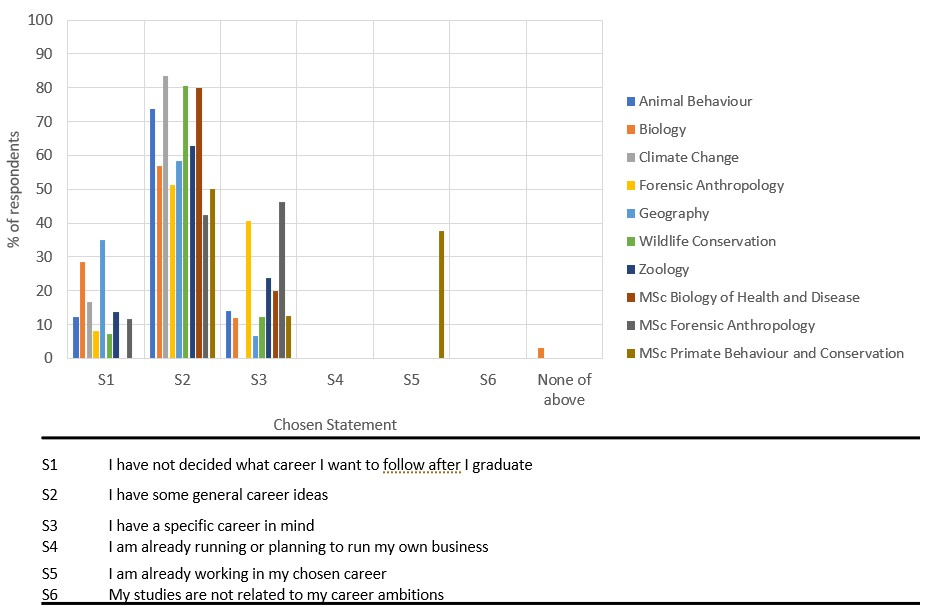 100
90
80
70
60
50
40
30
20
10
0
% of respondents
S1 S2 S3 S4 S5 S6 None of
above
Chosen Statement
Animal Behaviour
Biology
Climate Change
Forensic Anthropology
Geography
Wildlife Conservation
Zoology
MSc Biology of Health and Disease
MSc Forensic Anthropology
MSc Primate Behaviour and Conservation
S1 I have not decided what career I want to follow after I graduate
S2 I have some general career ideas
S3 I have a specific career in mind
S4 I am already running or planning to run my own business
S5 I am already working in my chosen career
S6 My studies are not related to my career ambitions